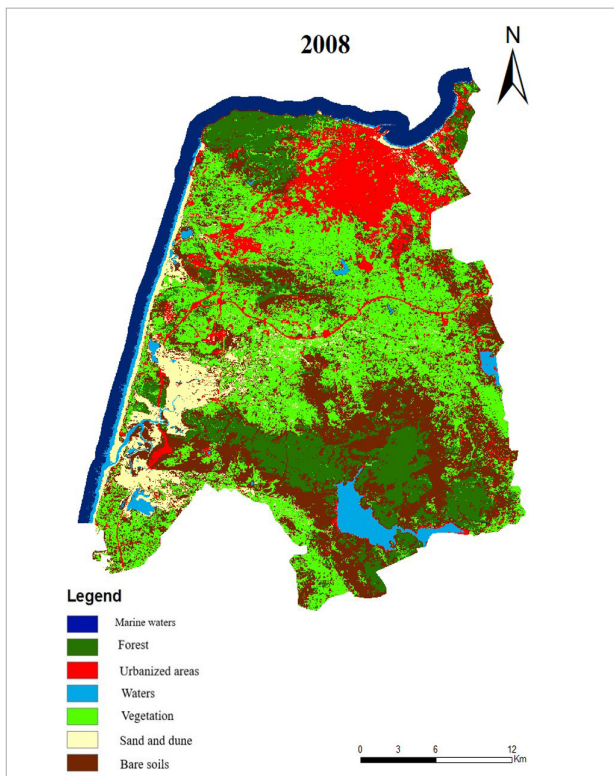 2008
N
Legend
Marine waters
Forest
Urbanized areas
Waters
Vegetation
Sand and dune
Bare soils
0 3 6 12
Km